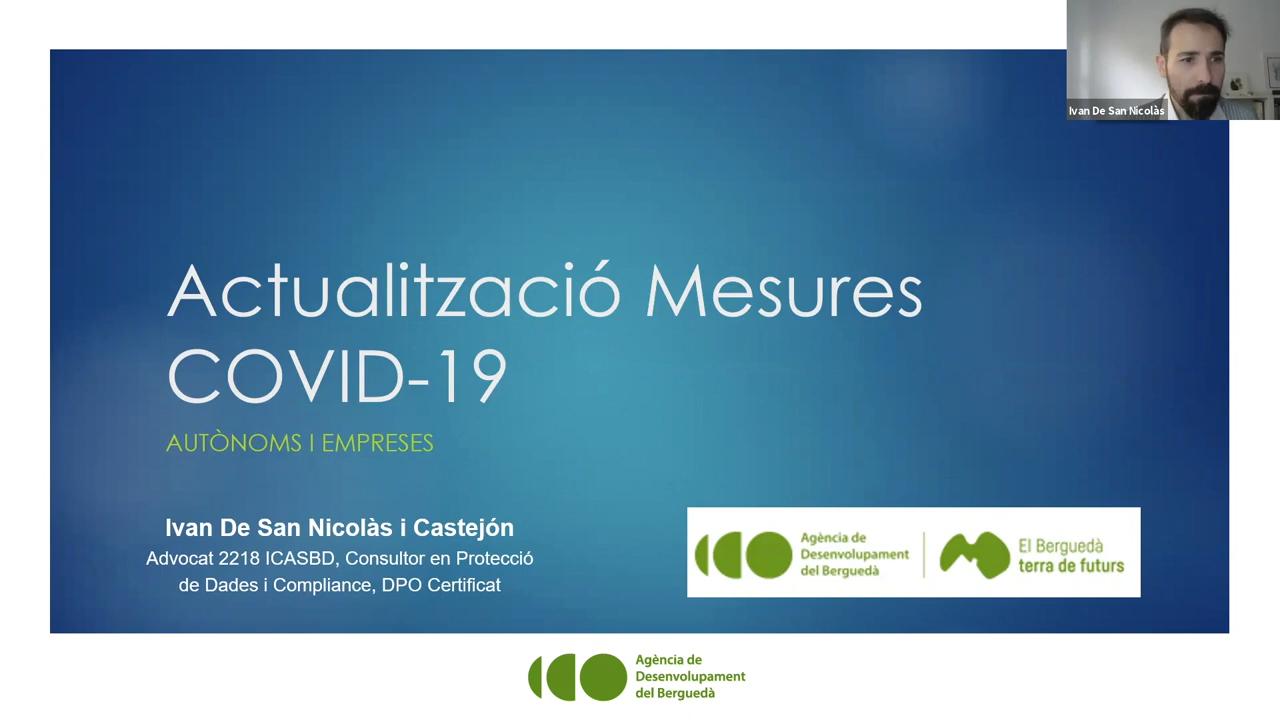 Ivan De San Nicolàs
Actualització Mesures
COVID-19
AUTÒNOMS I EMPRESES
Ivan De San Nicolàs i Castejón
Advocat 2218 ICASBD, Consultor en Protecció
de Dades i Compliance, DPO Certificat
Agència de
Desenvolupament
del Berguedà
El Berguedà
terra de futurs
Agència de
Desenvolupament
del Berguedà